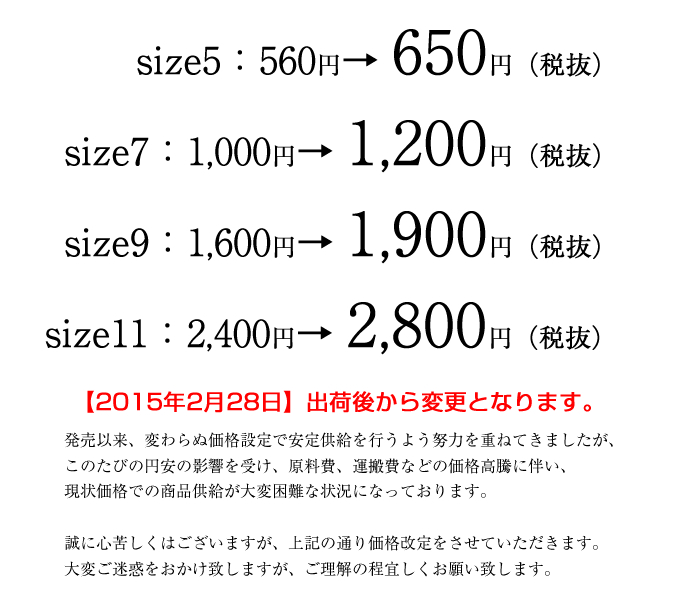 size5：560円→ 650円（税抜）
size7：1,000円→ 1,200円（税抜）
size9：1,600円→ 1,900円（税抜）
size11：2,400円→ 2,800円（税抜）
【2015年2月28日】出荷後から変更となります。
発売以来、変わらぬ価格設定で安定供給を行うよう努力を重ねてきましたが、
このたびの円安の影響を受け、原料費、運搬費などの価格高騰に伴い、
現状価格での商品供給が大変困難な状況になっております。
誠に心苦しくはございますが、上記の通り価格改定をさせていただきます。
大変ご迷惑をおかけ致しますが、ご理解の程宜しくお願い致します。